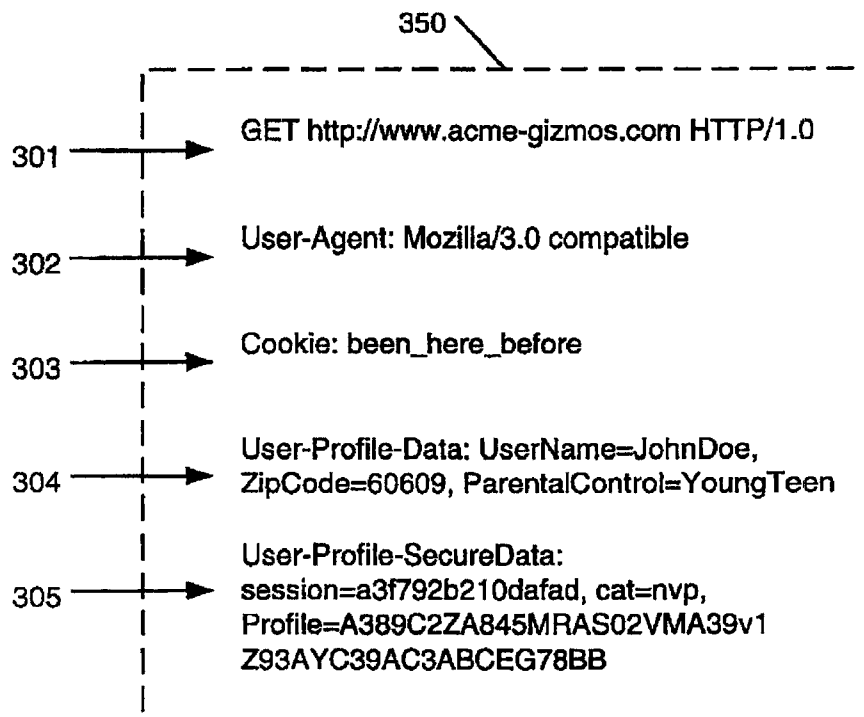 350
301
GET http://www.acme-gizmos.com HTTP/1.0
302
User-Agent: Mozilla/3.0 compatible
303
Cookie: been_here_before
304
User-Profile-Data: UserName=JohnDoe,
ZipCode=60609, ParentalControl=YoungTeen
305
User-Profile-SecureData:
session=a3f792b210dafad, cat=nvp,
Profile=A389C2ZA845MRAS02VMA39v1
Z93AYC39AC3ABCEG78BB